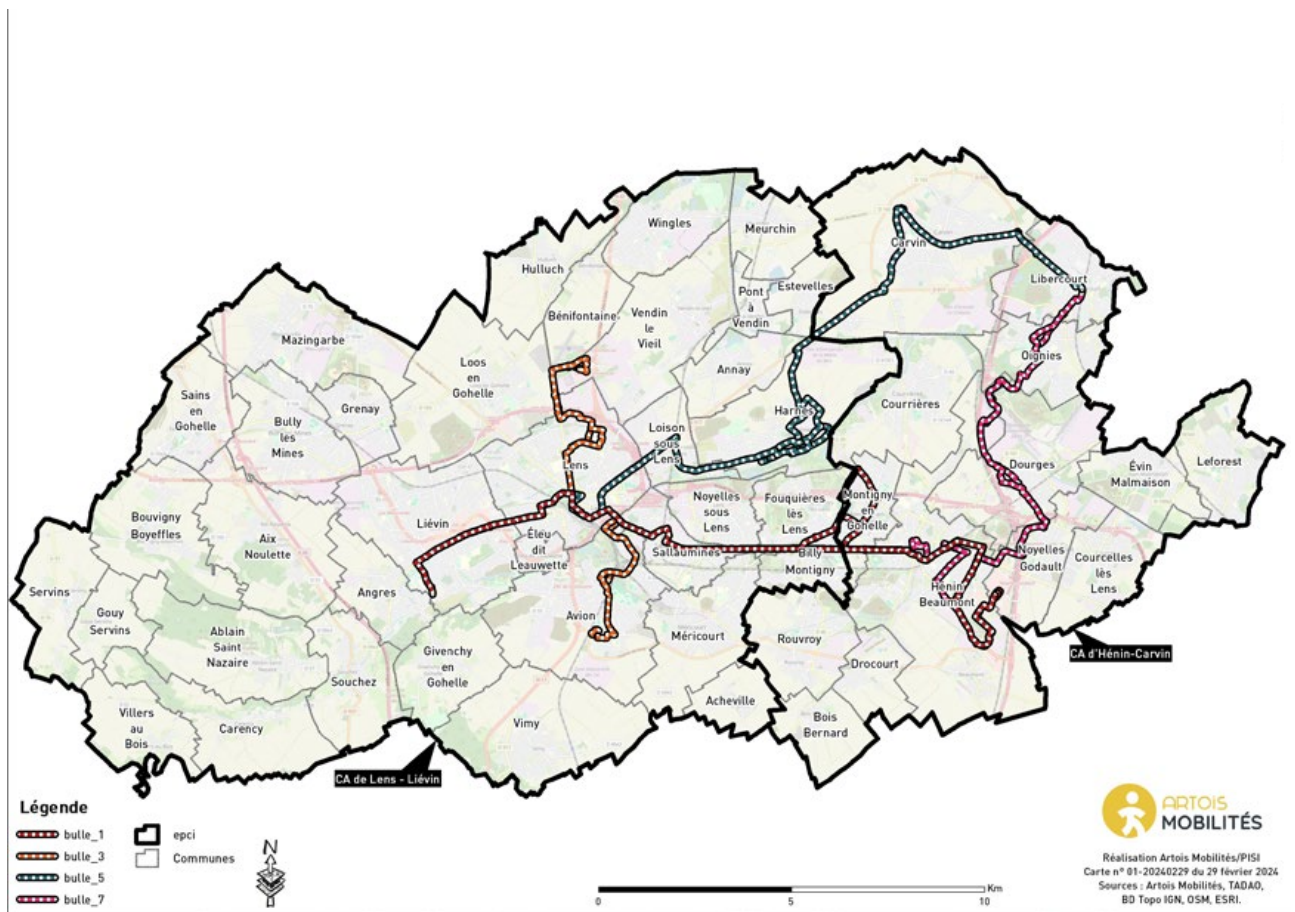 Wingles
Meurchin
Carvin
Hulluch
Libercourt
Estevelles
Pont
à
Vendin
Bénifontaine
Vendin
le
Vieil
Mazingarbe
Oignies
Loos
en
Gohelle
Annay
Sains
en
Gohelle
Grenay
Courrières
Harnes
Bully
les
Mines
Loison
sous
Lens
Lens
Dourges
Évin
Malmaison
Leforest
Noyelles
sous
Lens
Fouquières
lès
Lens
Montigny
en
Gohelle
Bouvigny
Boyeffles
Liévin
Aix
Noulette
Éleu
dit
Leauwette
Sallaumines
Billy
Montigny
Noyelles
Godault
Courcelles
lès
Lens
Servins
Angres
Hénin
Beaumont
Gouy
Servins
Avion
Ablain
Saint
Nazaire
Méricourt
Rouvroy
Givenchy
en
Gohelle
CA d'Hénin-Carvin
Drocourt
Souchez
Acheville
Villers
au
Bois
Carency
Vimy
Bois
Bernard
CA de Lens - Liévin
Légende
bulle_1
bulle_3
bulle_5
bulle_7
epci
Communes
N
0
5
10
Km
ARTOIS
MOBILITÉS
Réalisation Artois Mobilités/PISI
Carte n° 01-20240229 du 29 février 2024
Sources : Artois Mobilités, TADAO,
BD Topo IGN, OSM, ESRI.